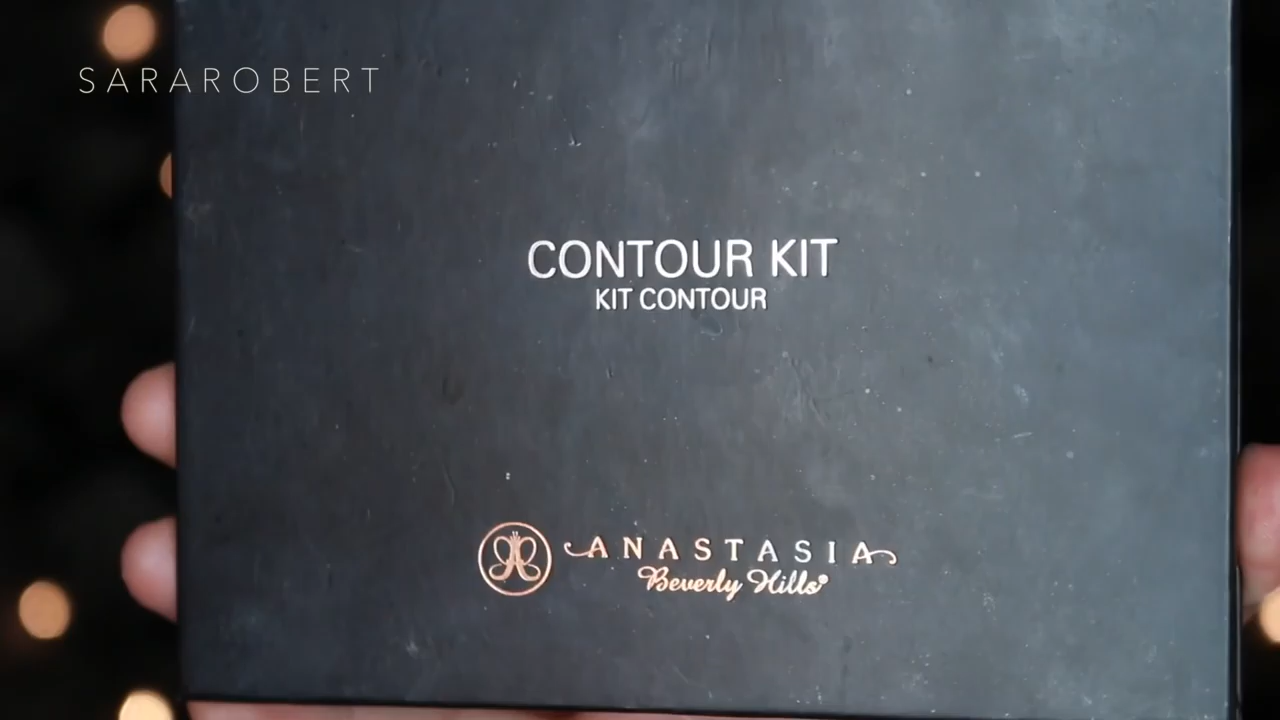 SARAROBERT
CONTOUR KIT
KIT CONTOUR
ANASTASIA
Beverly Hills